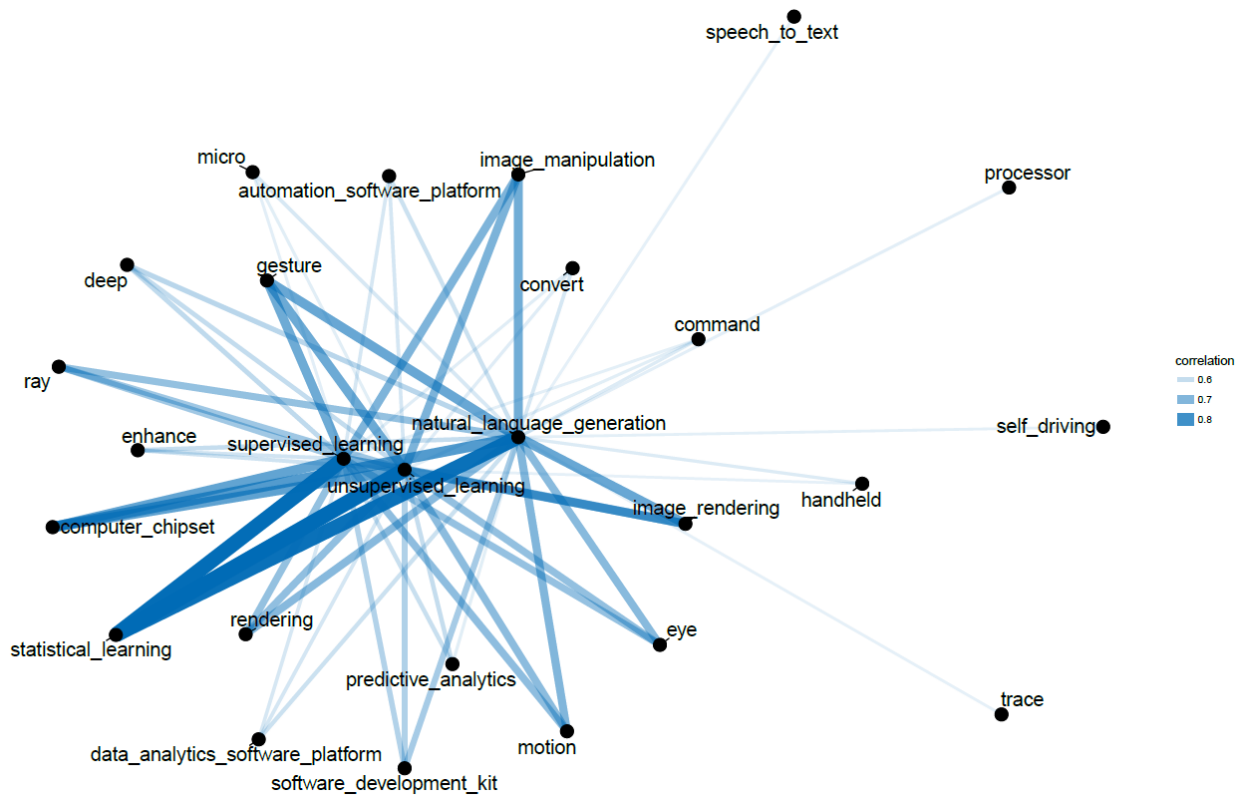 speech_to_text
micro
image_manipulation
automation_software_platform
processor
gesture
deep
convert
command
ray
correlation
0.6
0.7
0.8
enhance
supervised_learning
natural_language_generation
self_driving
unsupervised_learning
image_rendering
handheld
computer_chipset
rendering
statistical_learning
eye
predictive_analytics
trace
data_analytics_software_platform
motion
software_development_kit